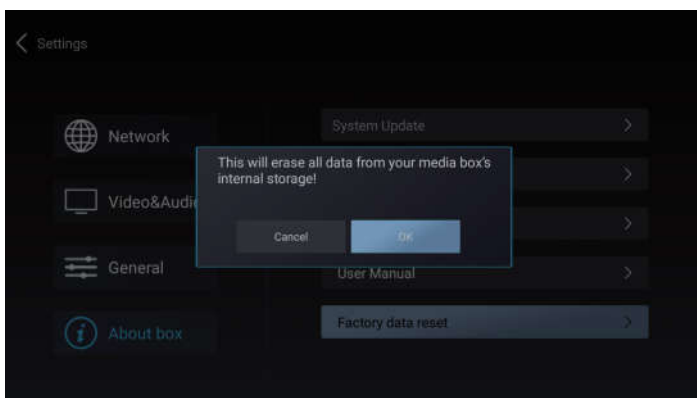 Settings
Network
Video&Audio
General
About box
System Update
This will erase all data from your media box's
internal storage!
Cancel
OK
User Manual
Factory data reset